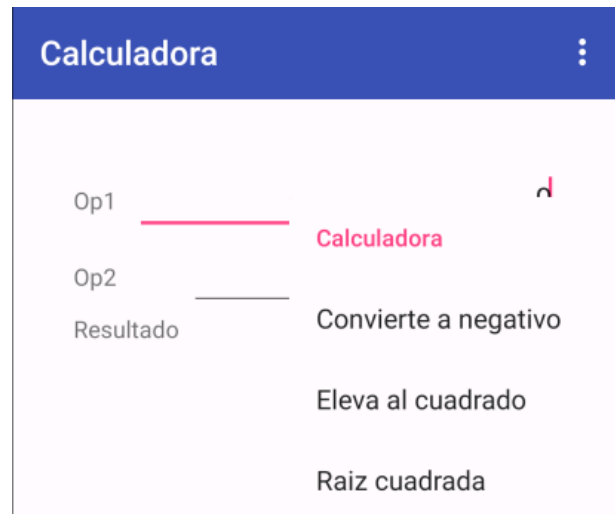 Calculadora
Op1
Calculadora
Op2
Convierte a negativo
Resultado
Eleva al cuadrado
Raiz cuadrada